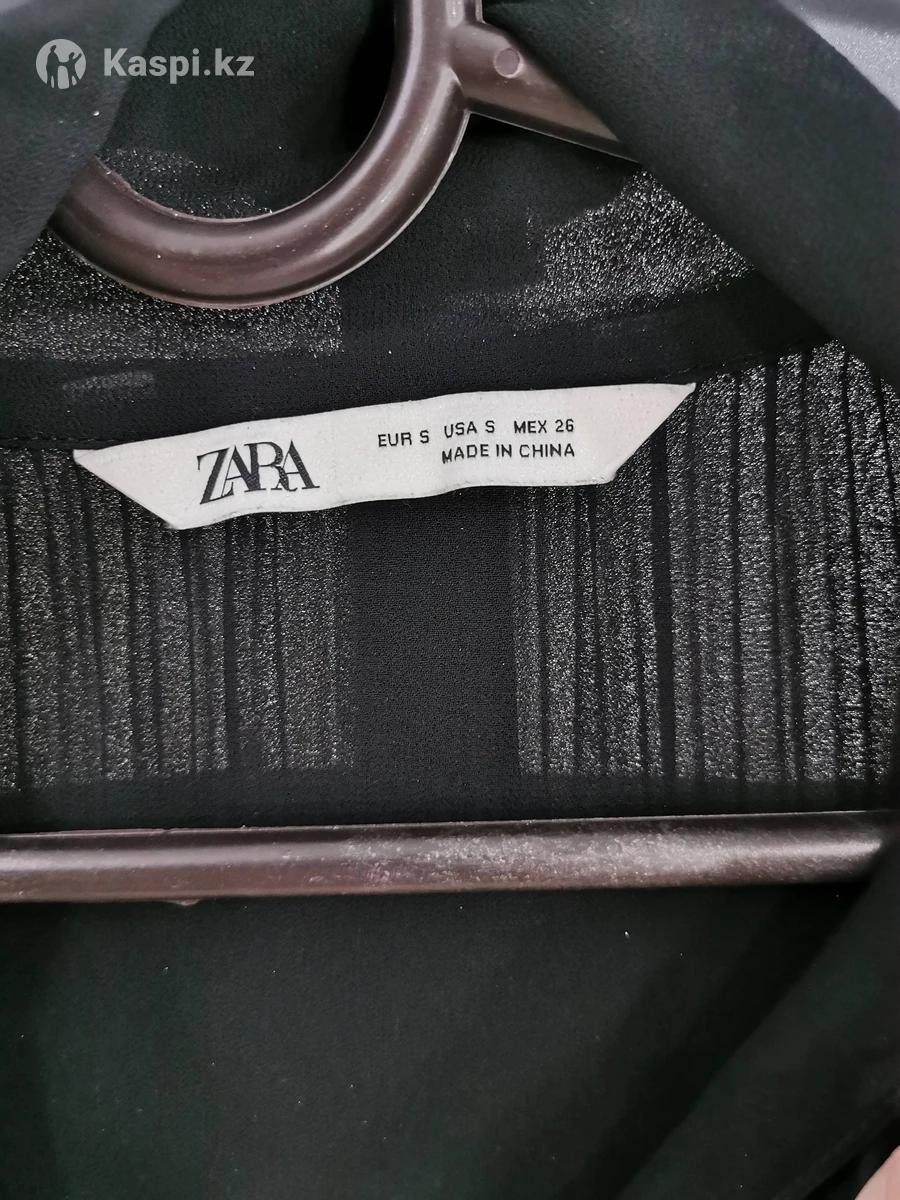 Kaspi.kz
ZARA
EUR S USA S MEX 26
MADE IN CHINA